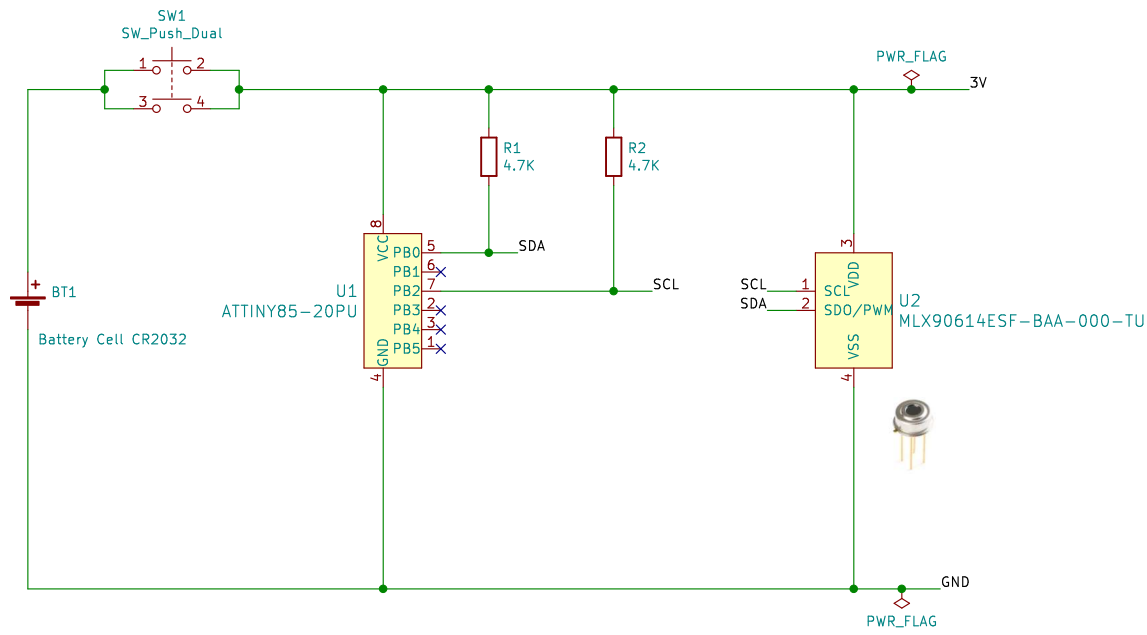 SW1
SW_Push_Dual
1 2
3 4
PWR_FLAG
3V
R1
4.7K
R2
4.7K
BT1
Battery Cell CR2032
U1
ATTINY85-20PU
8
VCC
PB0 5
PB1 6
PB2 7
PB3 2
PB4 3
PB5 1
GND
4
SDA
SCL
SCL
SDA
3
VDD
1 SCL
2 SDO/PWM
VSS
4
U2
MLX90614ESF-BAA-000-TU
GND
PWR_FLAG